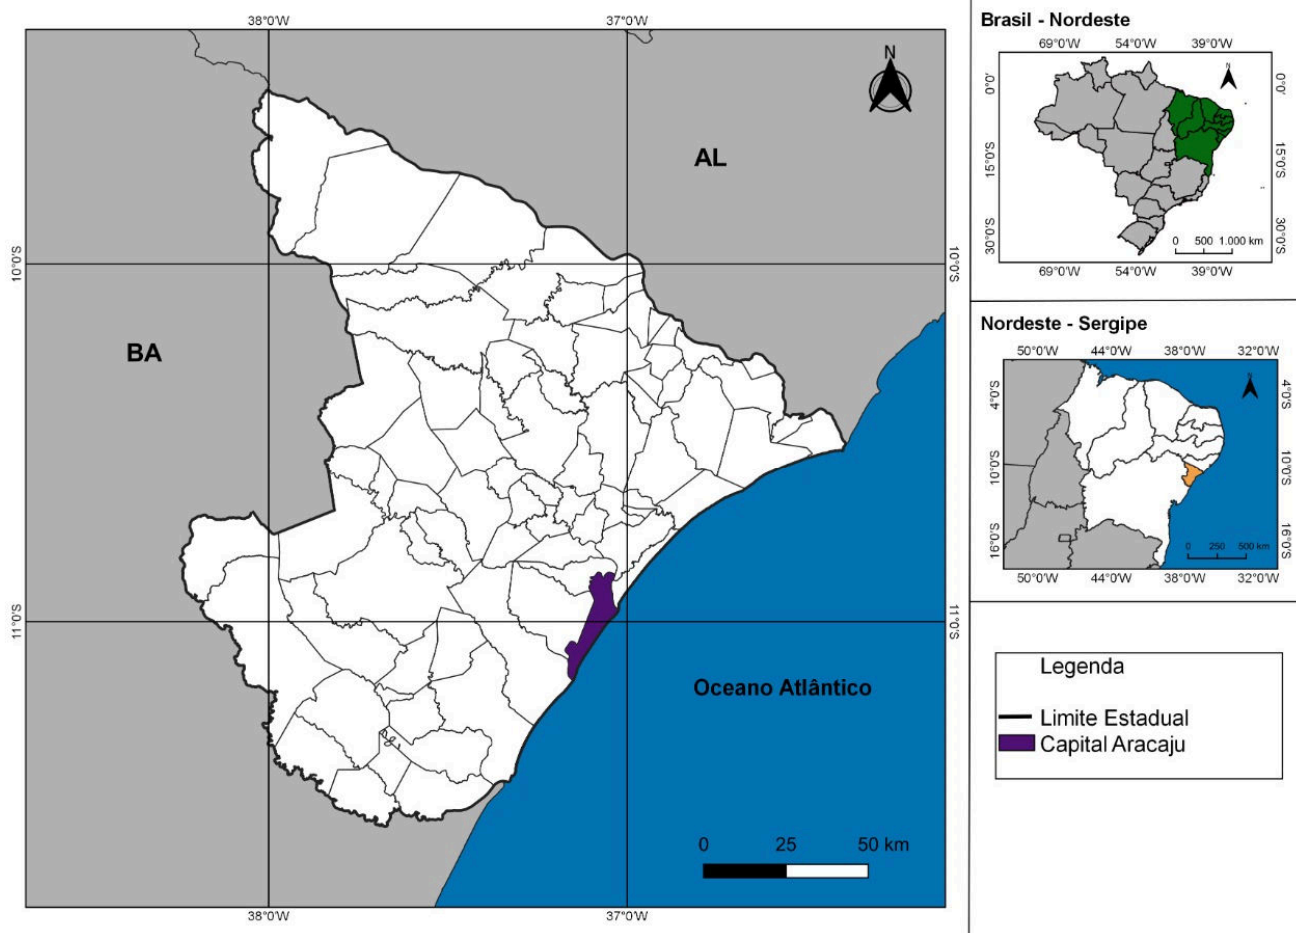 38°0'W 37°0'W
N
AL
10°0'S 10°0'S
BA
11°0'S 11°0'S
Oceano Atlântico
0 25 50 km
38°0'W 37°0'W
Brasil - Nordeste
69°0'W 54°0'W 39°0'W
N
0°0' 0°0'
15°0'S 15°0'S
30°0'S 30°0'S
0 500 1.000 km
69°0'W 54°0'W 39°0'W
Nordeste - Sergipe
50°0'W 44°0'W 38°0'W 32°0'W
N
4°0'S 4°0'S
10°0'S 10°0'S
16°0'S 16°0'S
0 250 500 km
50°0'W 44°0'W 38°0'W 32°0'W
Legenda
Limite Estadual
Capital Aracaju